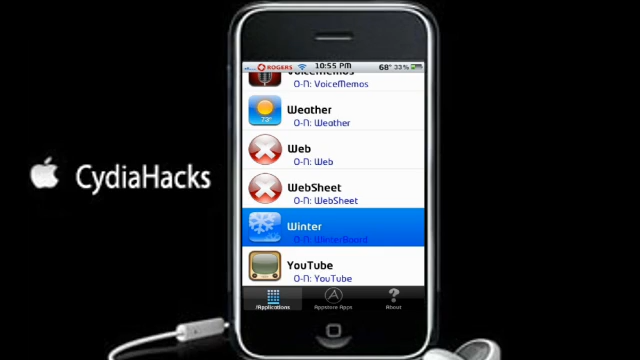 CydiaHacks
ROGERS 10:55 PM 68° 33%
VoiceMemos
O-N: VoiceMemos
73°
Weather
O-N: Weather
Web
O-N: Web
WebSheet
O-N: WebSheet
Winter
O-N: WinterBoard
YouTube
O-N: YouTube
/Applications
Appstore Apps
About